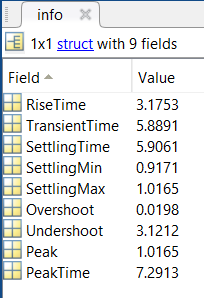 info
1x1 struct with 9 fields
Field Value
RiseTime 3.1753
TransientTime 5.8891
SettlingTime 5.9061
SettlingMin 0.9171
SettlingMax 1.0165
Overshoot 0.0198
Undershoot 3.1212
Peak 1.0165
PeakTime 7.2913